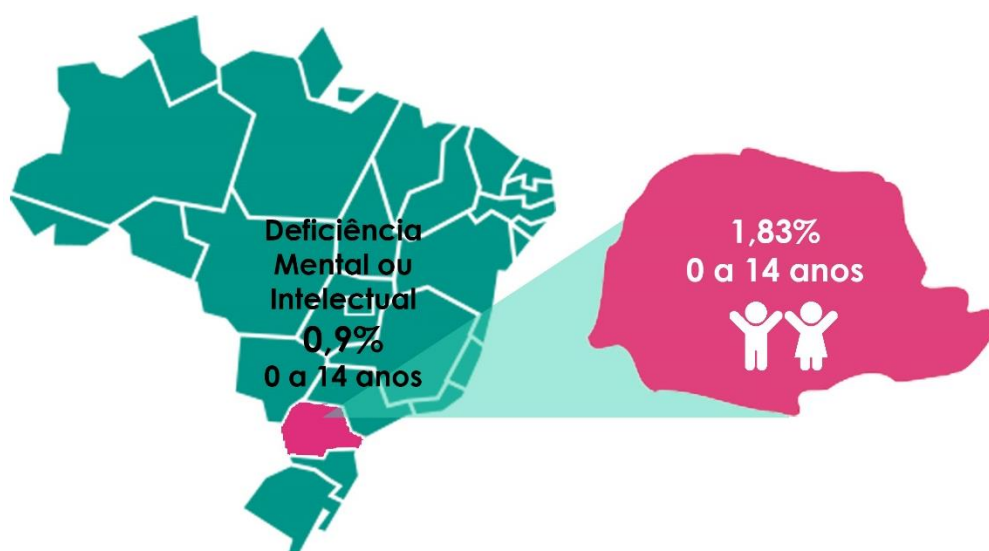 Deficiência
Mental ou
Intelectual
0,9%
0 a 14 anos
1,83%
0 a 14 anos